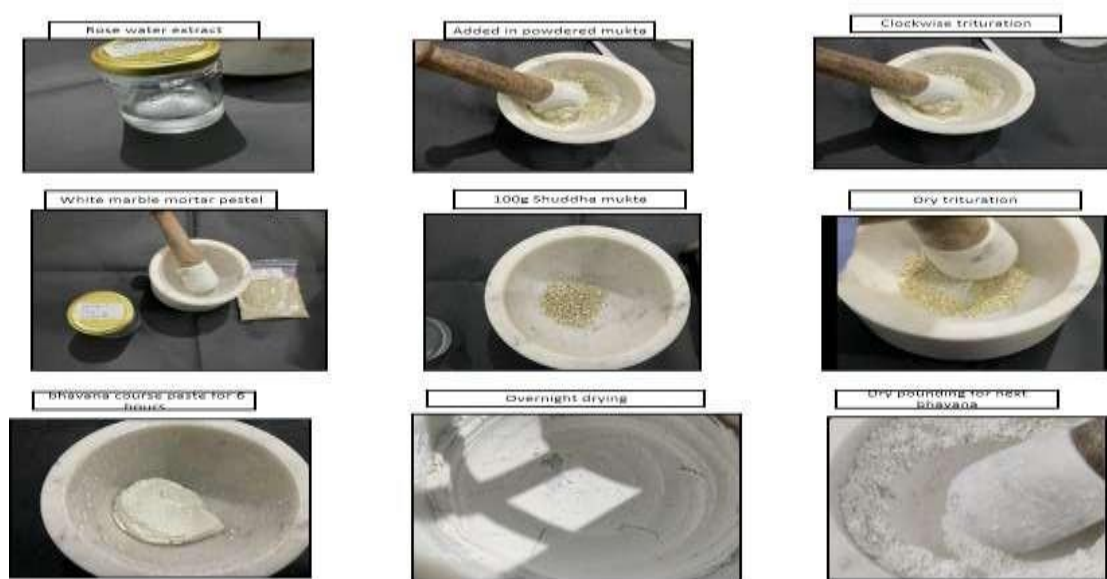 Rose water extract
Added in powdered mukta
Clockwise trituration
White marble mortar pestel
100g Shuddha mukta
Dry trituration
bhavana course paste for 6
hours
Overnight drying
Dry pounding for next
bhavana